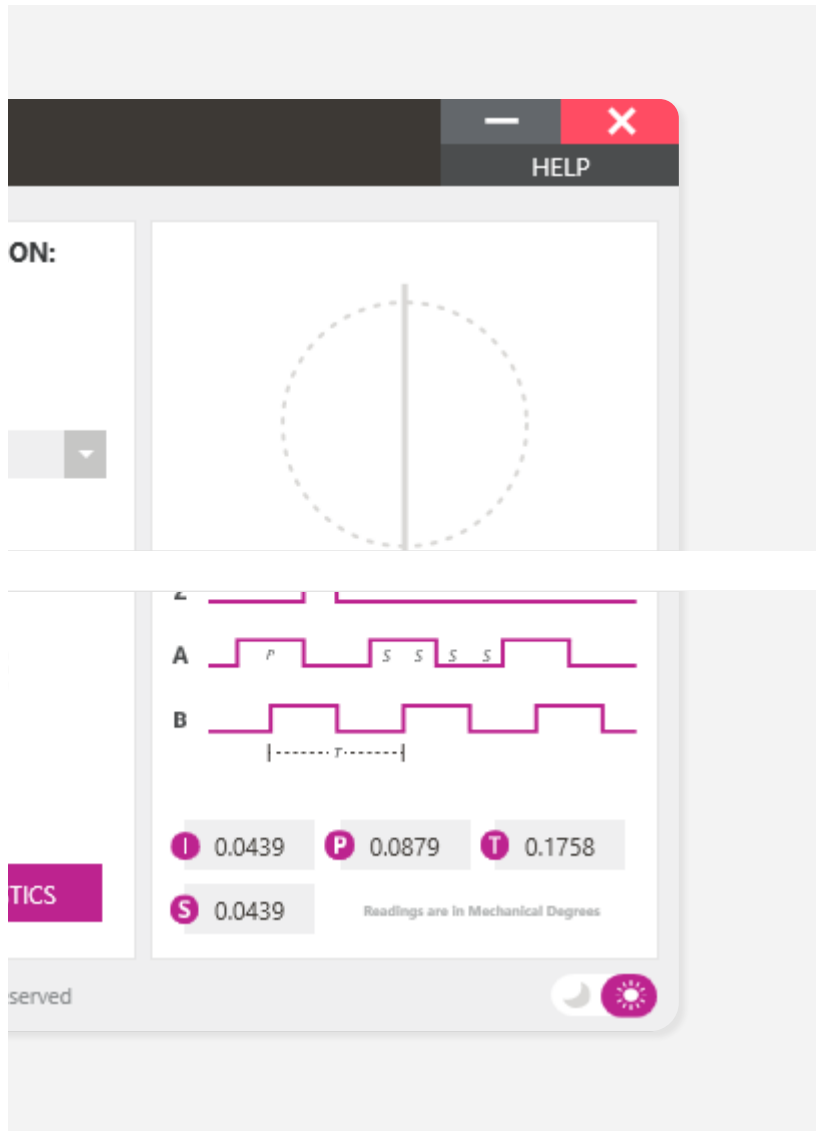 HELP
ON:
A P S S S S
B
T
I 0.0439 P 0.0879 T 0.1758
TICS
S 0.0439 Readings are in Mechanical Degrees
served